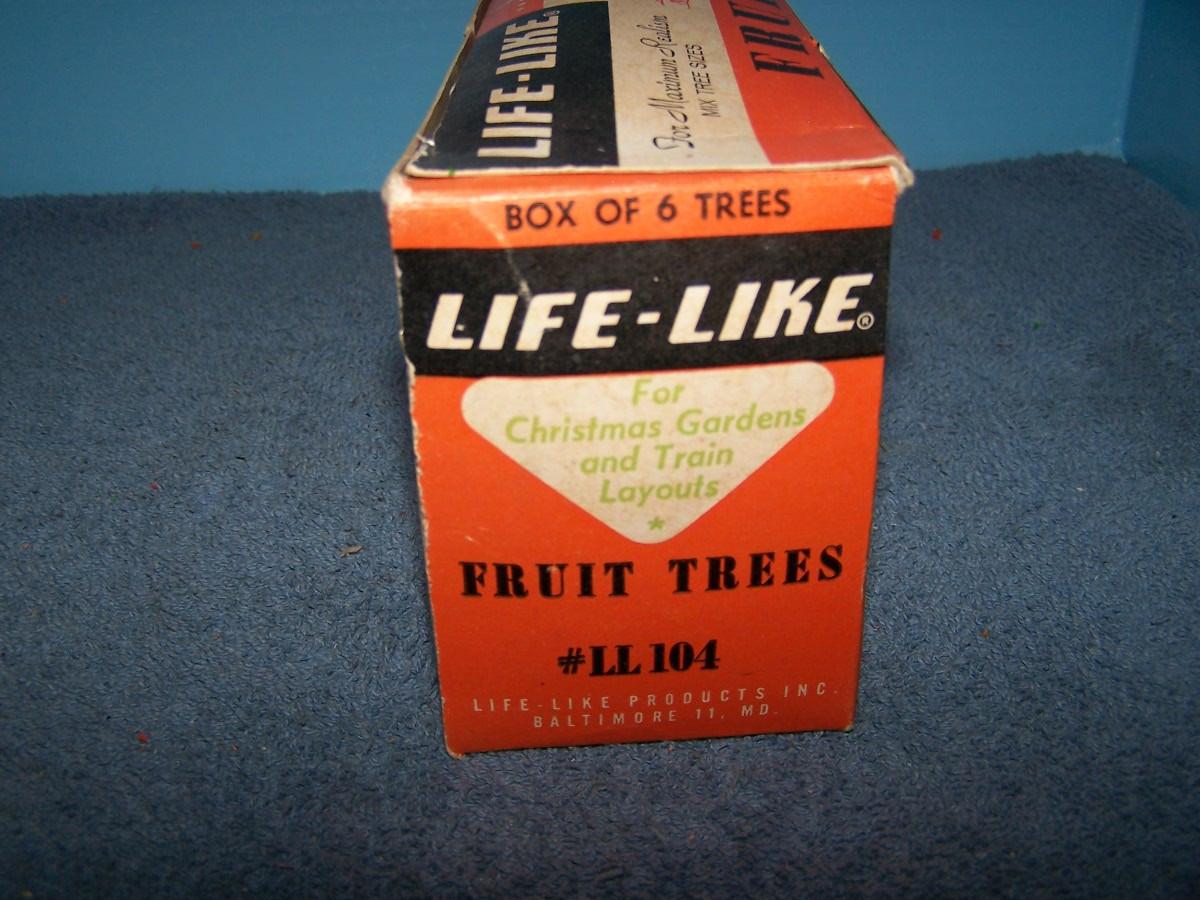 LIFE-LIKE®
For Maximum Realism
MIX TREE SIZES
FRU
BOX OF 6 TREES
LIFE-LIKE®
For
Christmas Gardens
and Train
Layouts
*
FRUIT TREES
#LL 104
LIFE-LIKE PRODUCTS INC.
BALTIMORE 11, MD.